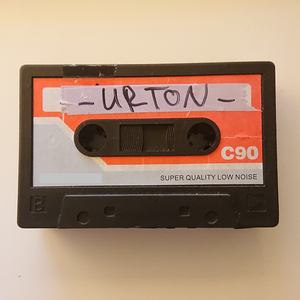 -URTON-
C90
SUPER QUALITY LOW NOISE
B